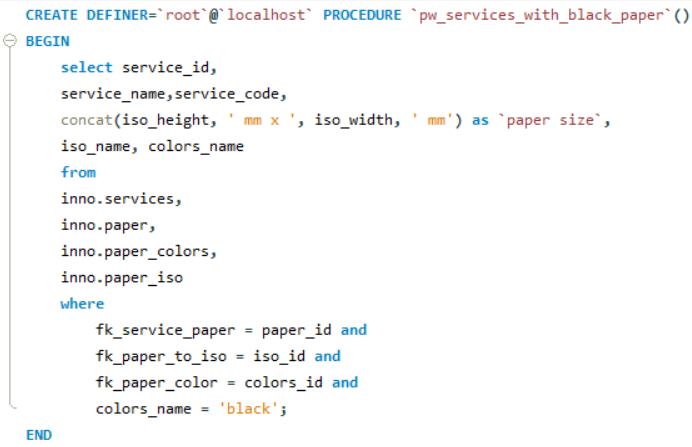 CREATE DEFINER=`root`@`localhost` PROCEDURE `pw_services_with_black_paper`()
BEGIN
select service_id,
service_name,service_code,
concat(iso_height, ' mm x ', iso_width, ' mm') as `paper size`,
iso_name, colors_name
from
inno.services,
inno.paper,
inno.paper_colors,
inno.paper_iso
where
fk_service_paper = paper_id and
fk_paper_to_iso = iso_id and
fk_paper_color = colors_id and
colors_name = 'black';
END